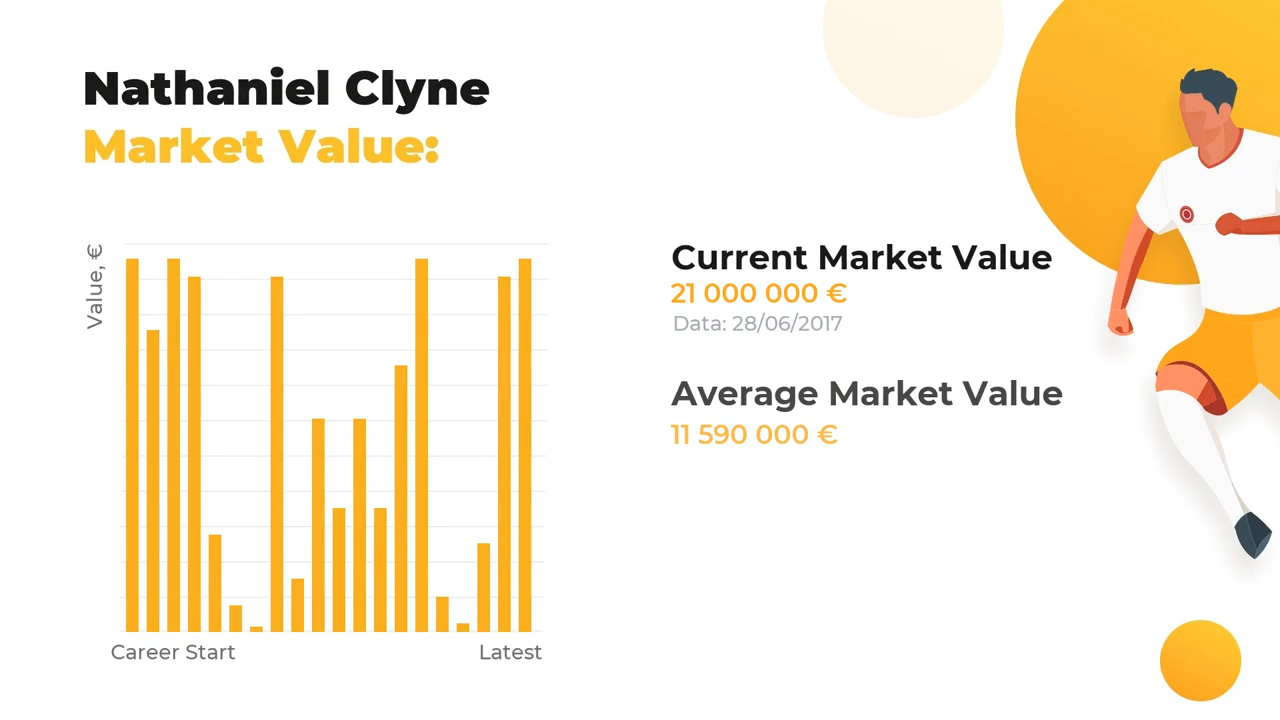 Nathaniel Clyne
Market Value:
Value, €
Career Start
Latest
Current Market Value
21 000 000 €
Data: 28/06/2017
Average Market Value
11 590 000 €